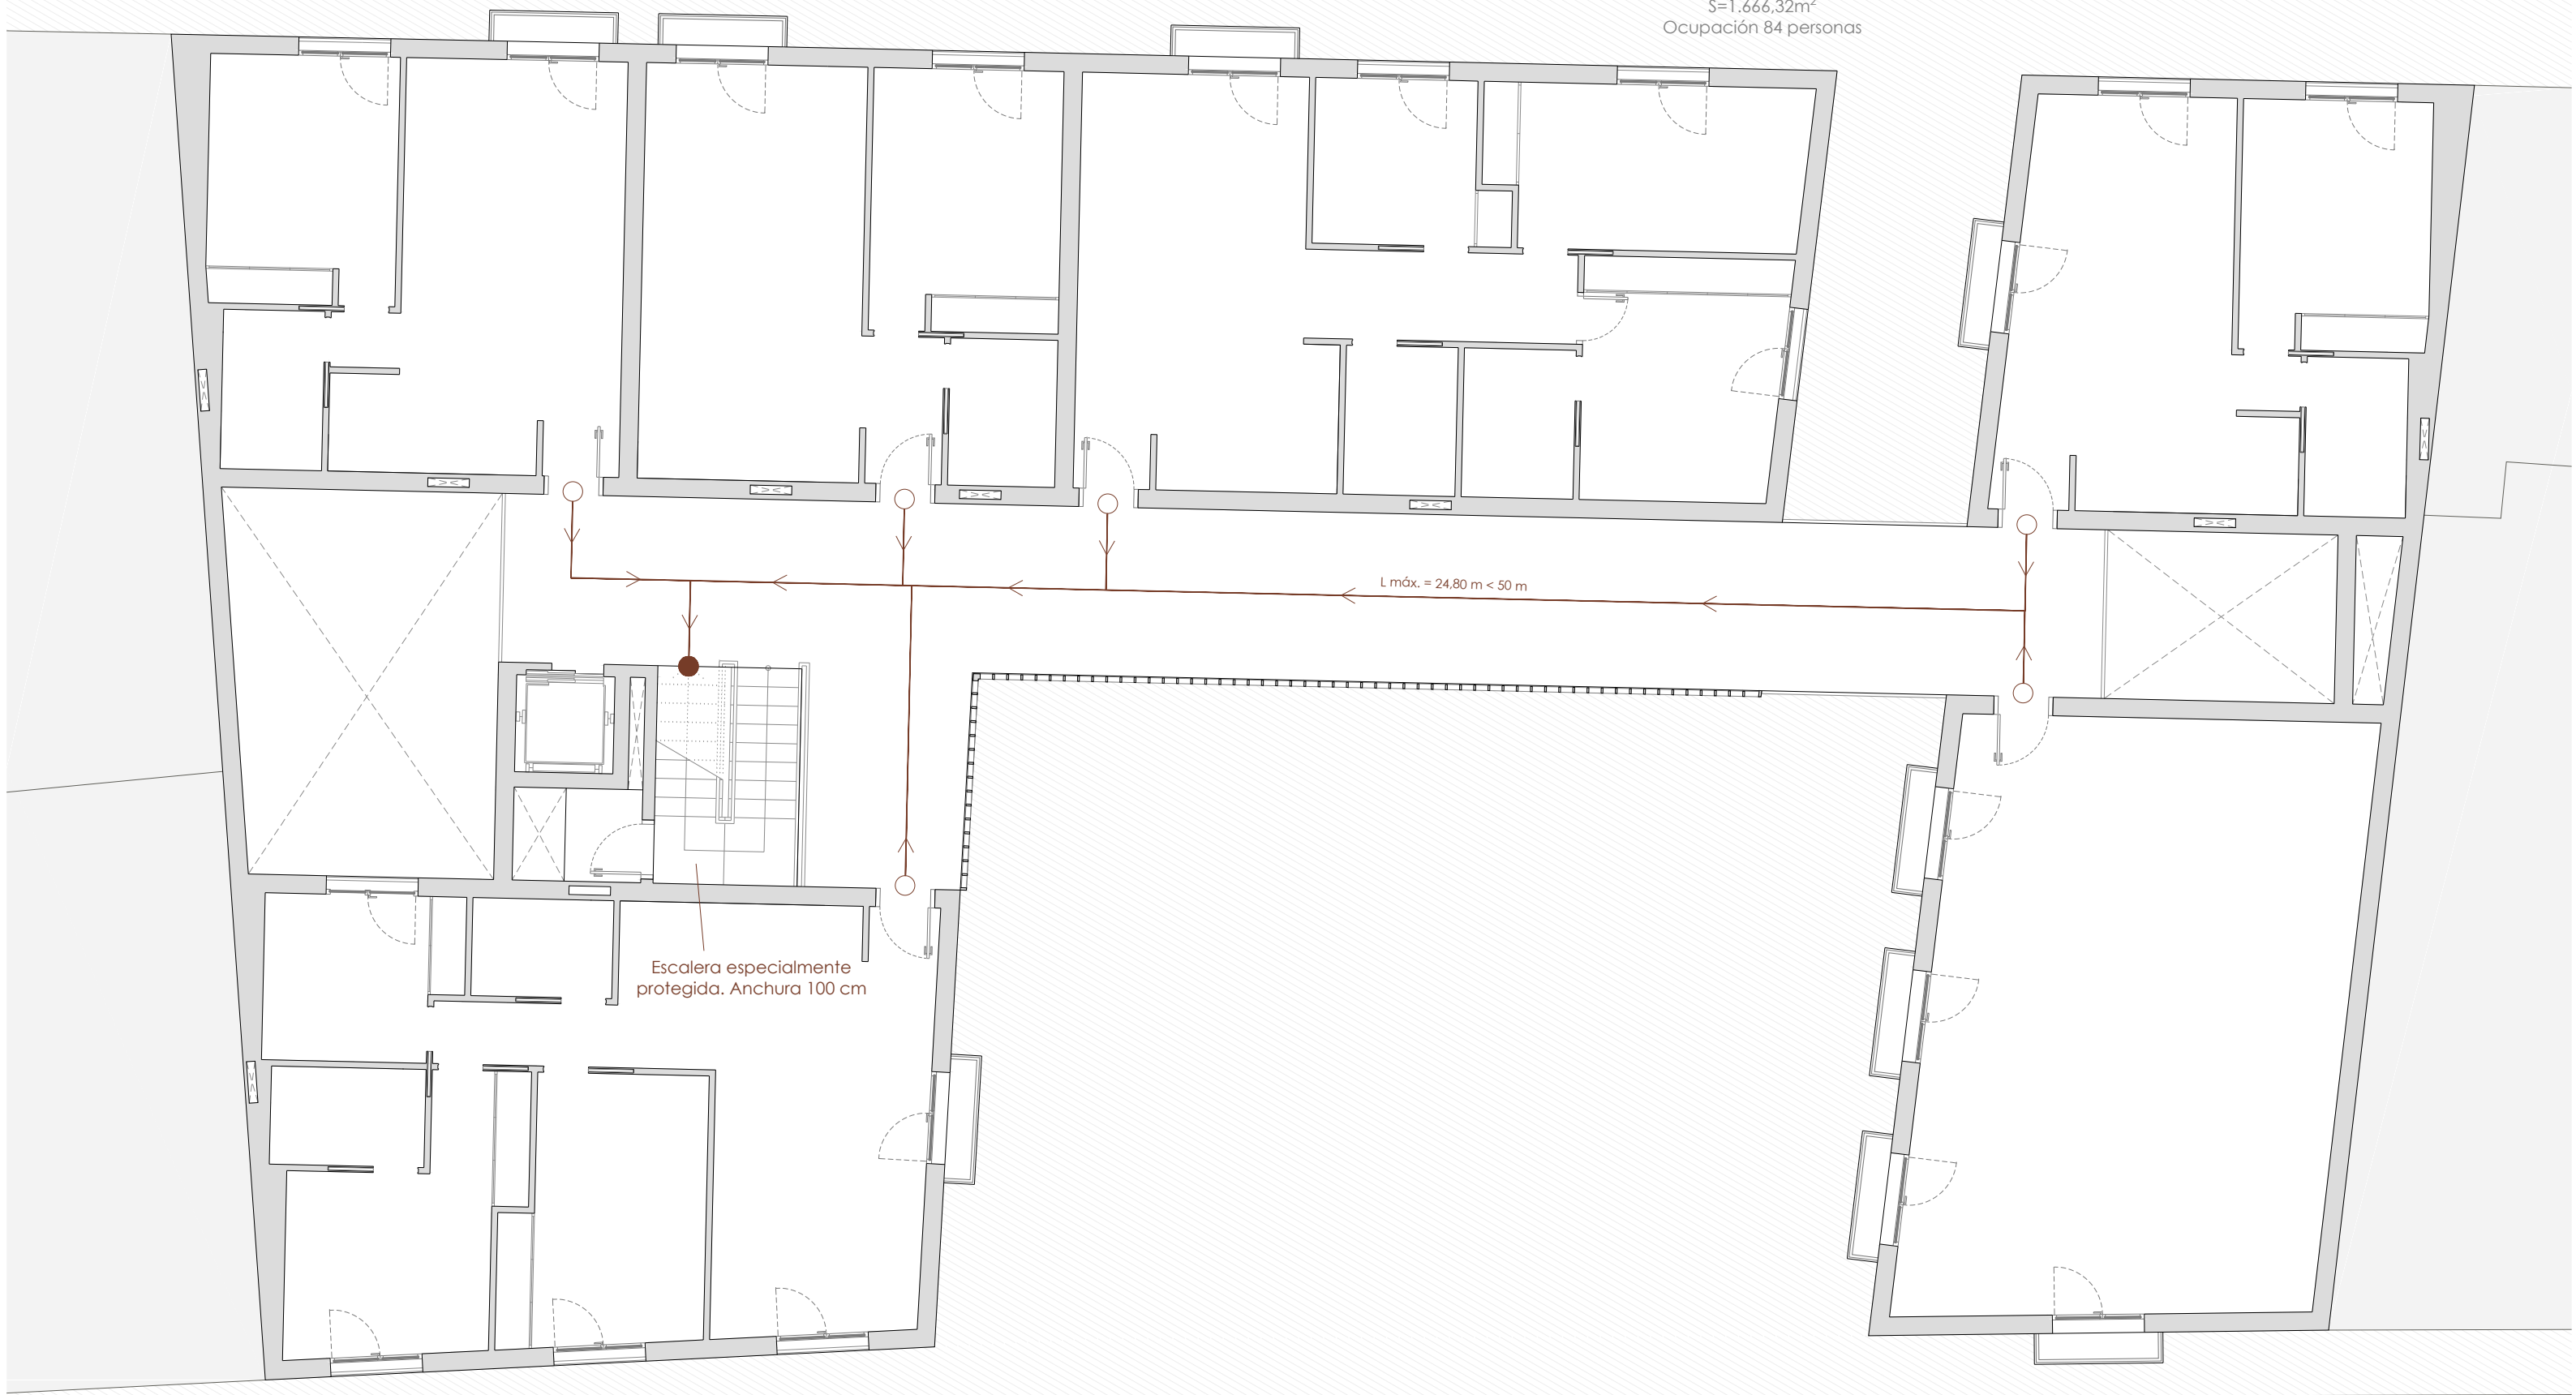 S=1.666,32m²
Ocupación 84 personas
L máx. = 24,80 m < 50 m
Escalera especialmente
protegida. Anchura 100 cm